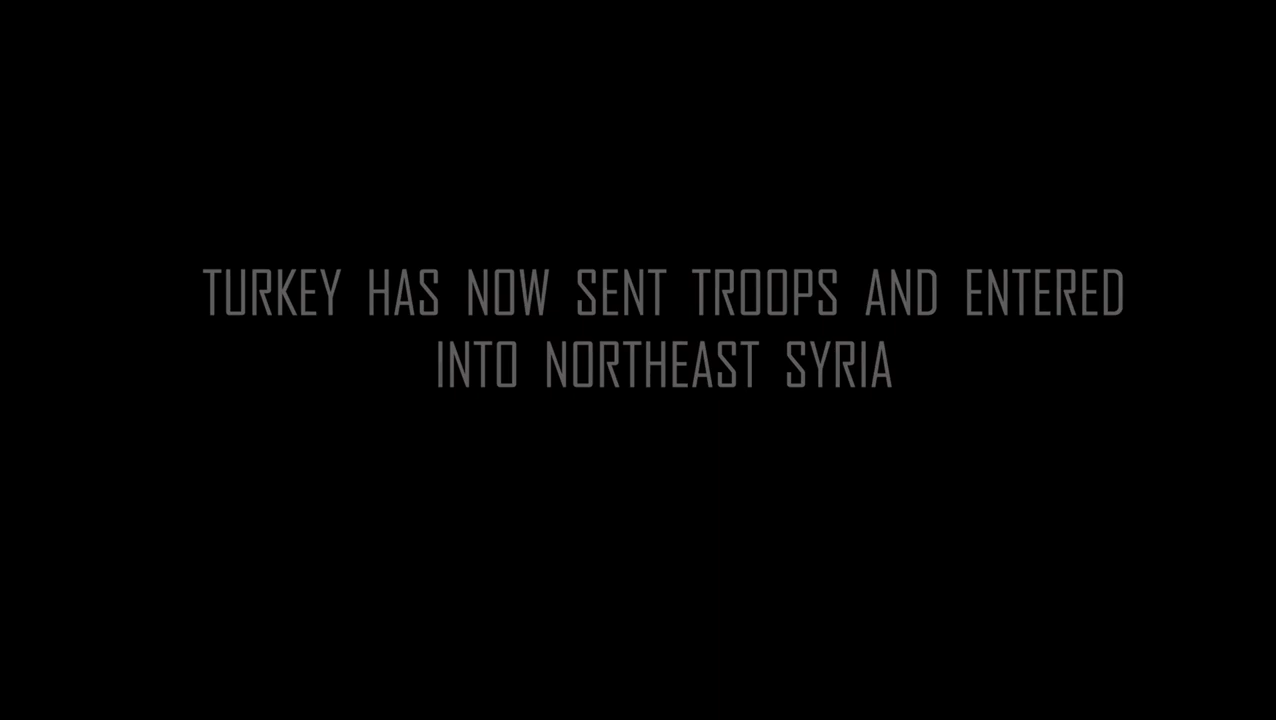 TURKEY HAS NOW SENT TROOPS AND ENTERED
INTO NORTHEAST SYRIA